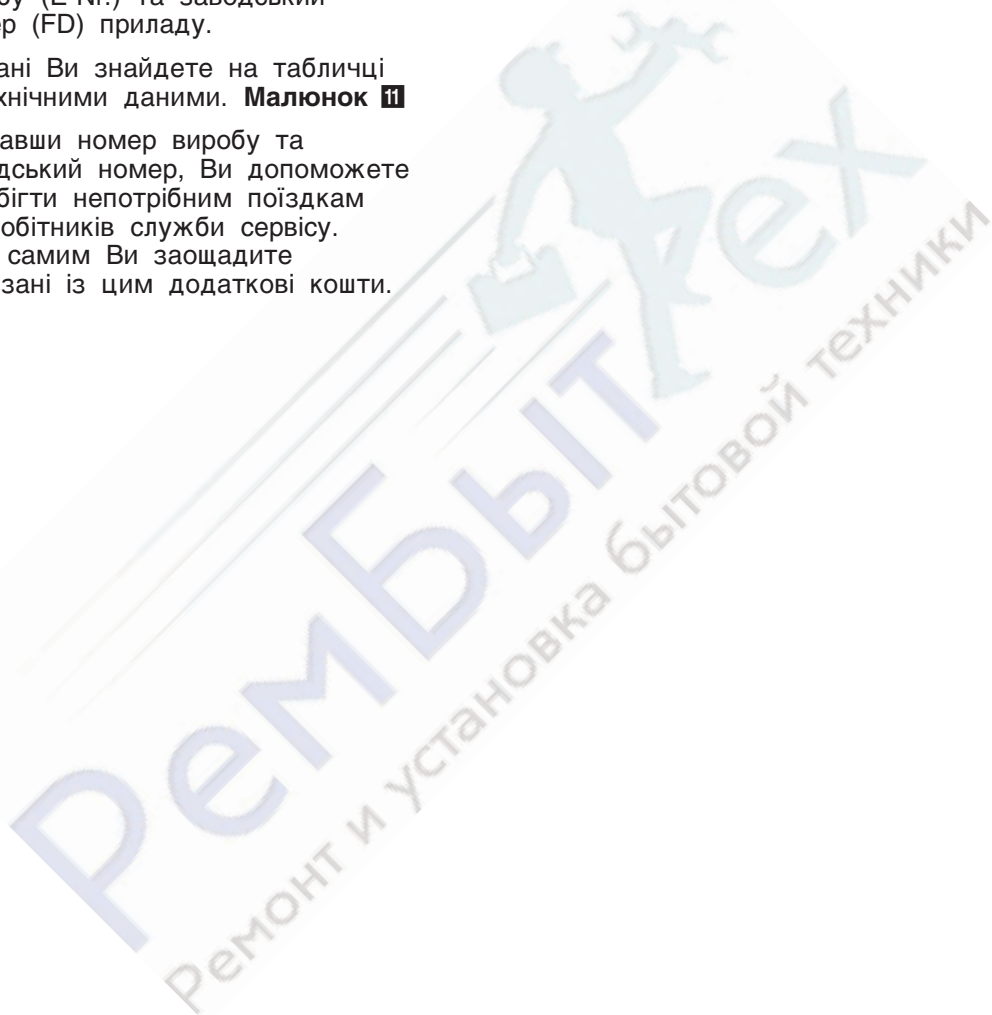 бу (E-Nr.) та заводський
ер (FD) приладу.
ані Ви знайдете на табличці
хнічними даними. Малюнок 11
авши номер виробу та
дський номер, Ви допоможете
бігти непотрібним поїздкам
обітників служби сервісу.
самим Ви заощадите
зані із цим додаткові кошти.
РемБытТех
Ремонт и установка бытовой техники